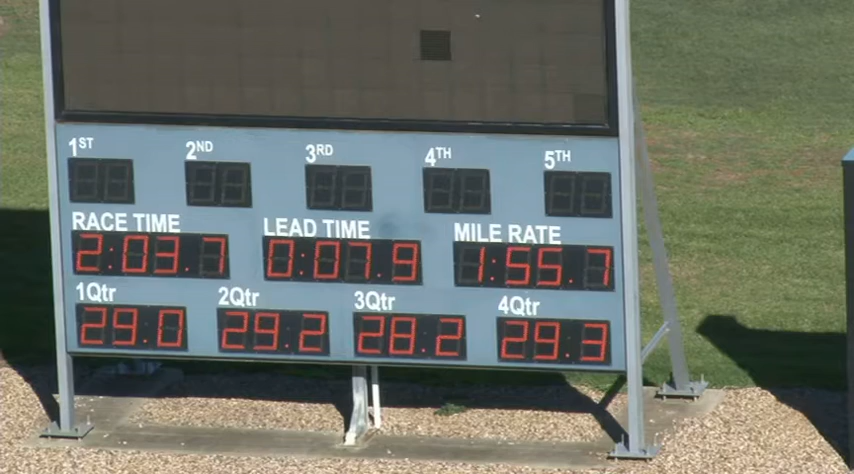 1ST 2ND 3RD 4TH 5TH
RACE TIME LEAD TIME MILE RATE
2:03.7 0:07.9 1:55.7
1Qtr 2Qtr 3Qtr 4Qtr
29.0 29.2 28.2 29.3